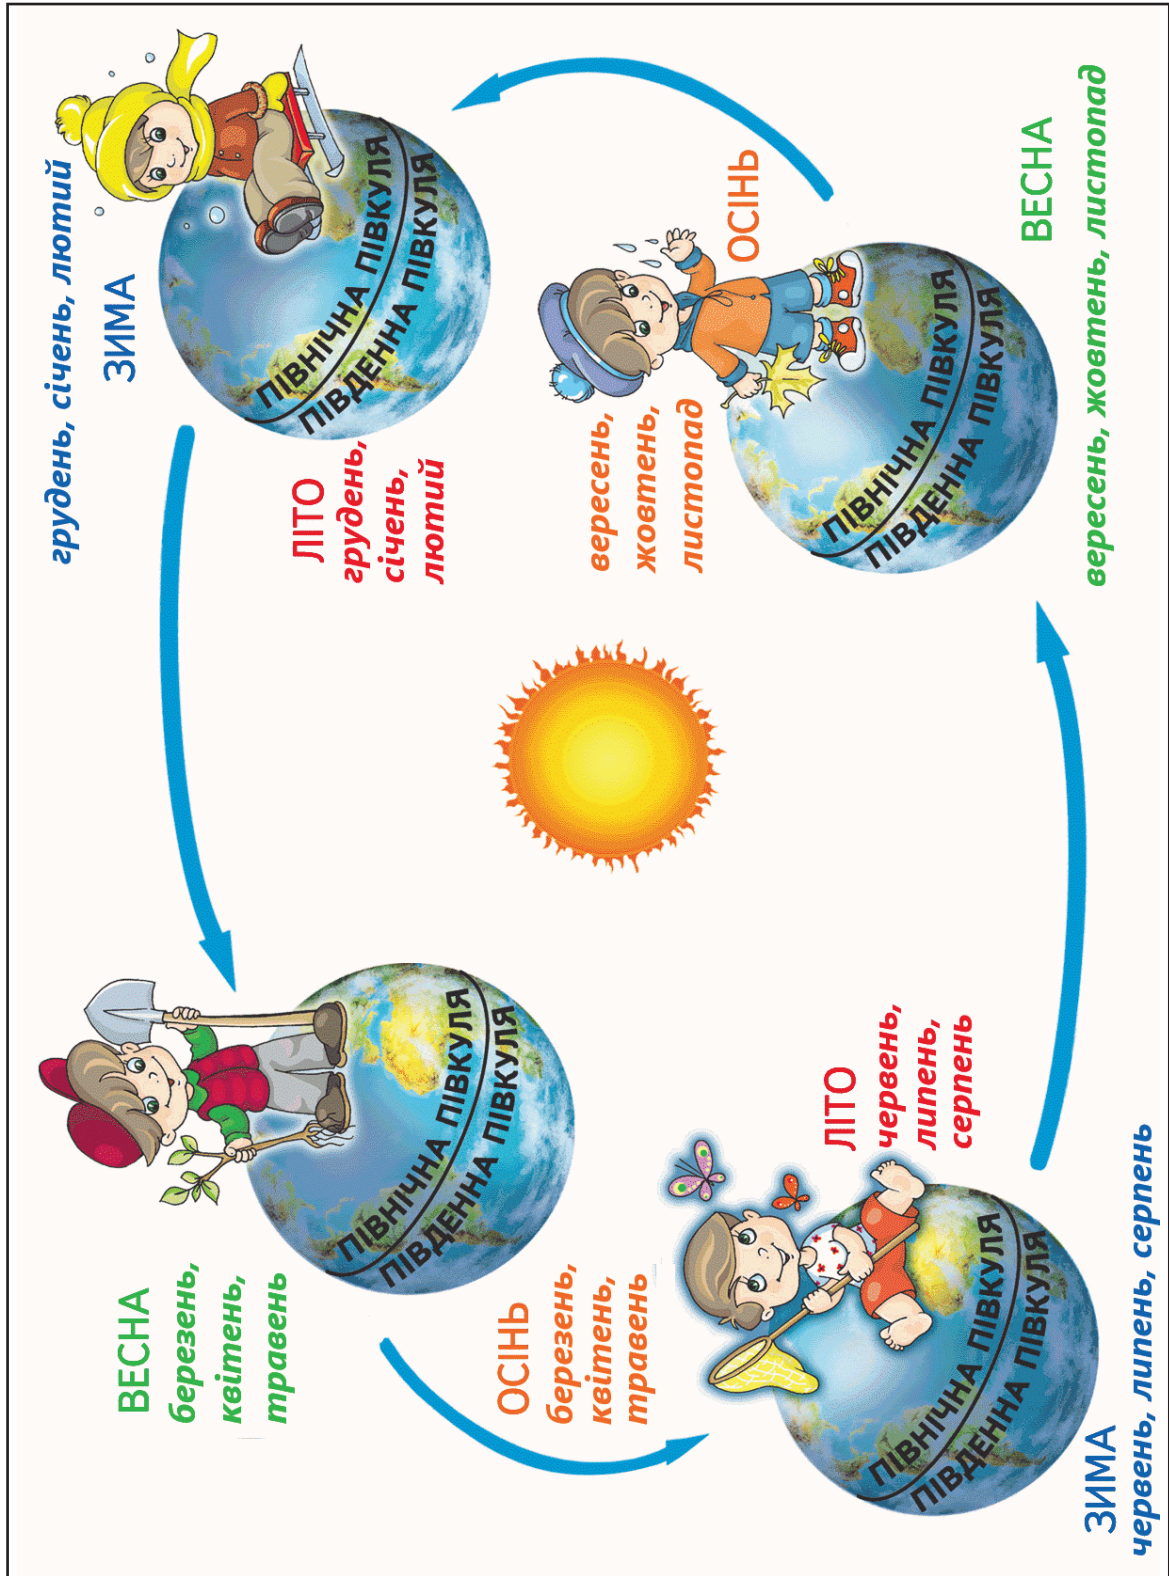 ВЕСНА
березень,
квітень,
травень
ПІВНІЧНА ПІВКУЛЯ
ПІВДЕННА ПІВКУЛЯ
ОСІНЬ
березень,
квітень,
травень
грудень, січень, лютий
ЗИМА
ПІВНІЧНА ПІВКУЛЯ
ПІВДЕННА ПІВКУЛЯ
ЛІТО
грудень,
січень,
лютий
ЛІТО
червень,
липень,
серпень
ПІВНІЧНА ПІВКУЛЯ
ПІВДЕННА ПІВКУЛЯ
ЗИМА
червень, липень, серпень
вересень,
жовтень,
листопад
ОСІНЬ
ПІВНІЧНА ПІВКУЛЯ
ПІВДЕННА ПІВКУЛЯ
ВЕСНА
вересень, жовтень, листопад